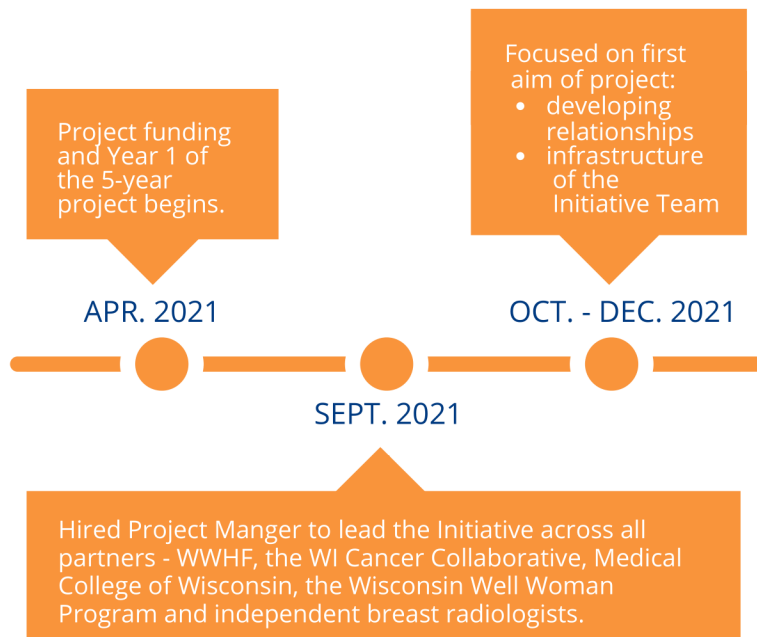 Project funding
and Year 1 of
the 5-year
project begins.
APR. 2021
SEPT. 2021
Hired Project Manger to lead the Initiative across all
partners - WWHF, the WI Cancer Collaborative, Medical
College of Wisconsin, the Wisconsin Well Woman
Program and independent breast radiologists.
Focused on first
aim of project:
• developing
relationships
• infrastructure
of the
Initiative Team
OCT. - DEC. 2021